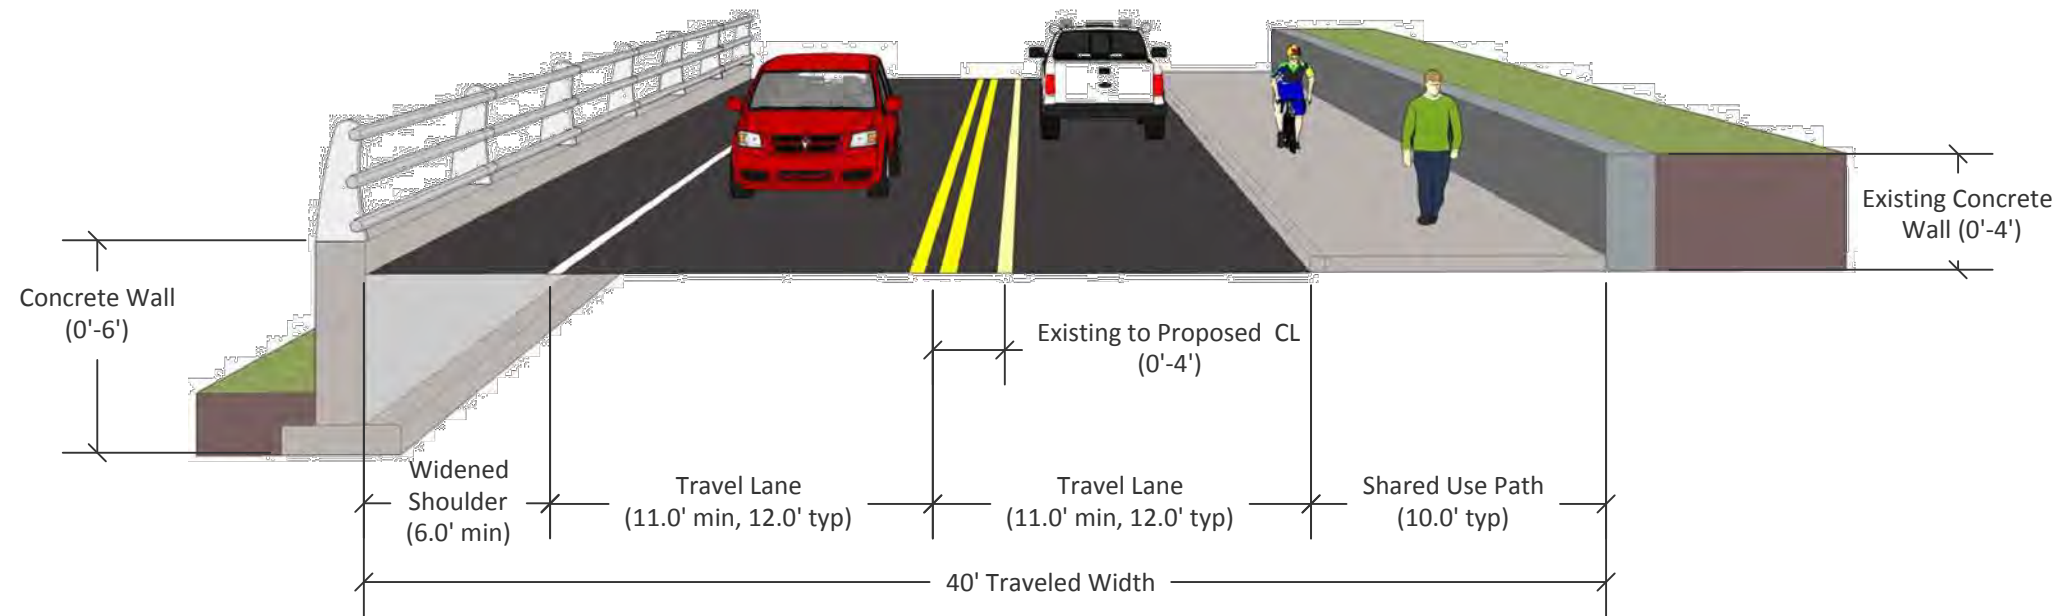 Existing Concrete
Wall (0'-4')
Concrete Wall
(0'-6')
Existing to Proposed CL
(0'-4')
Widened
Shoulder
(6.0' min)
Travel Lane
(11.0' min, 12.0' typ)
Travel Lane
(11.0' min, 12.0' typ)
Shared Use Path
(10.0' typ)
40' Traveled Width